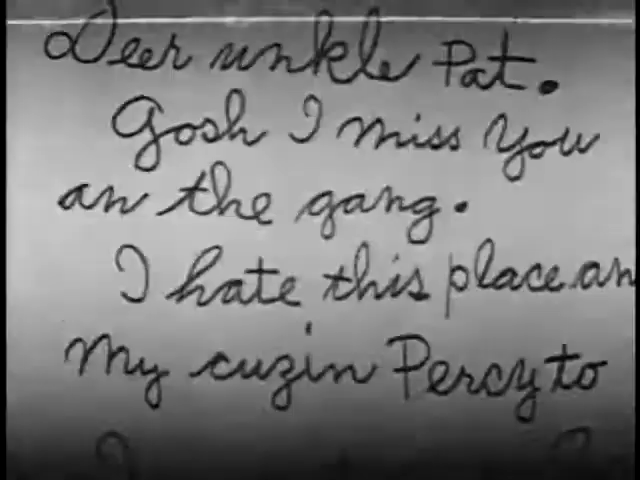 Deer unkle Pat.
Gosh I miss you
an the gang.
I hate this place an
my cuzin Percy to